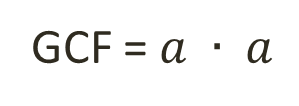 GCF = a · a